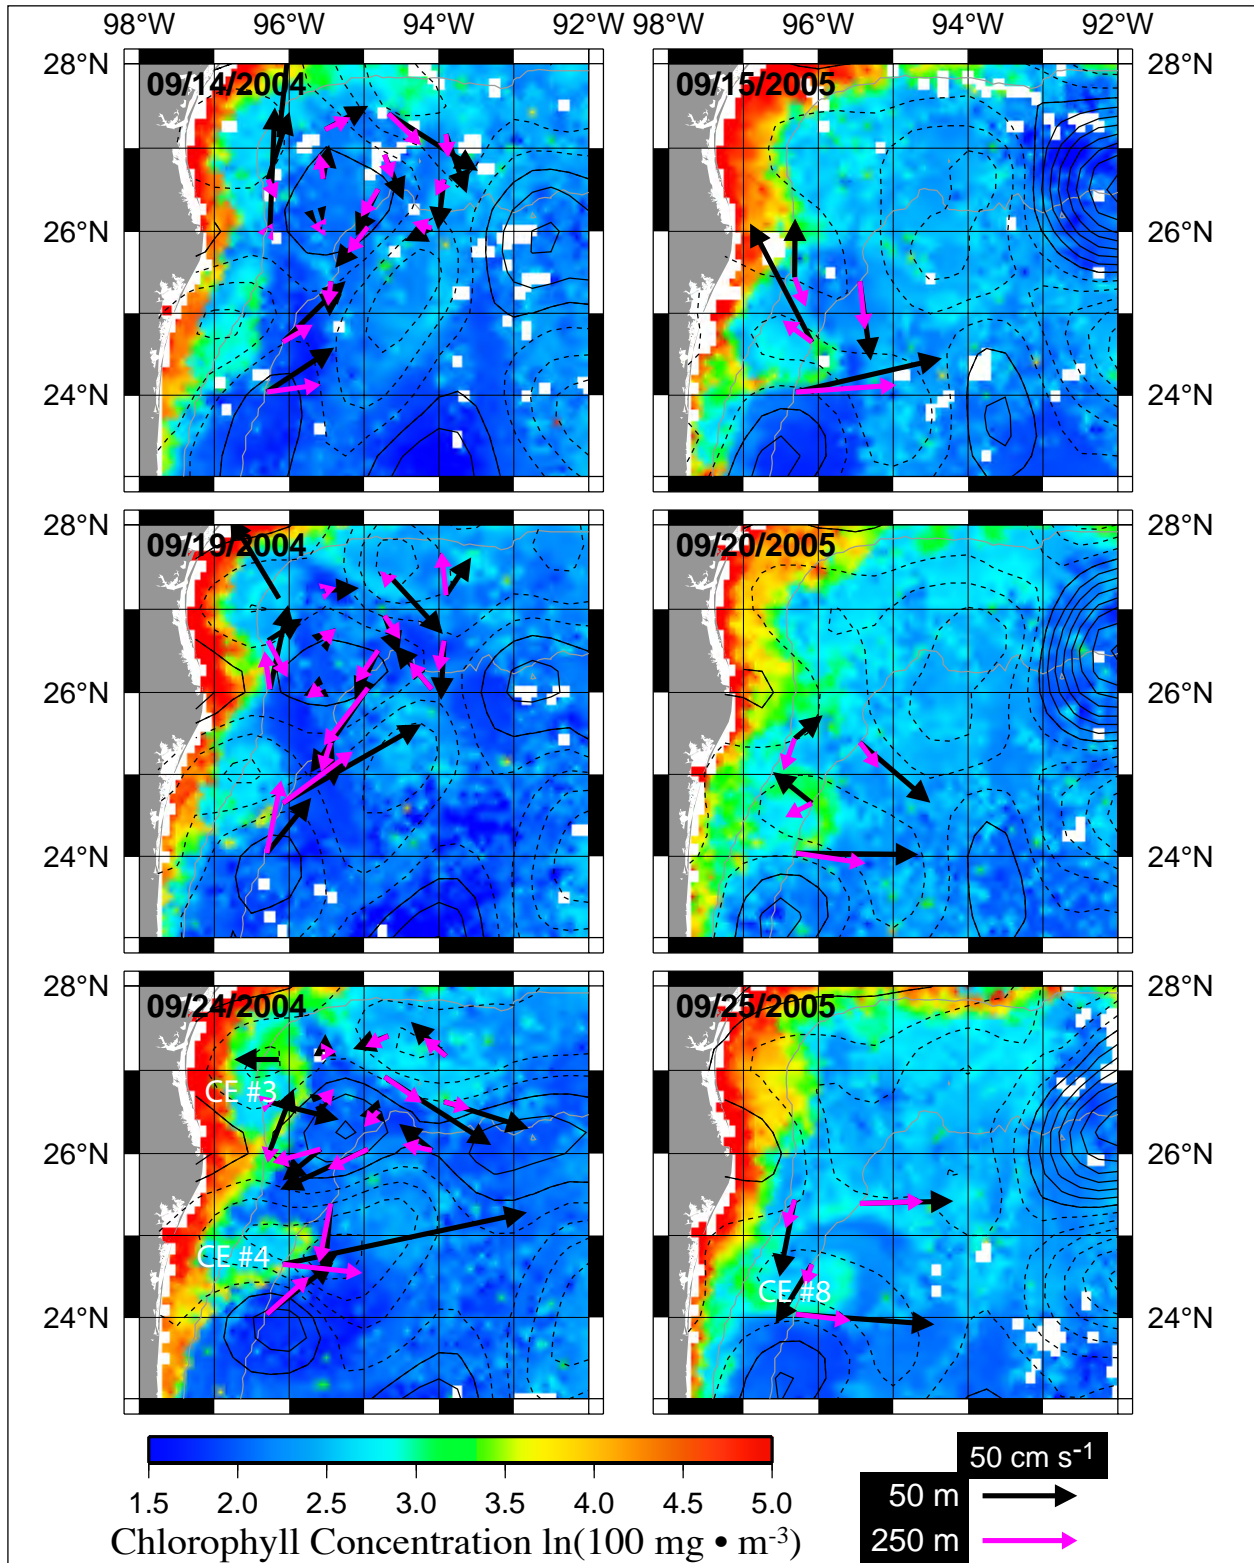 98°W 96°W 94°W 98°W 96°W 94°W 92°W
28°N 09/14/2004 09/15/2005 28°N
26°N 26°N
24°N 24°N
28°N 09/19/2004 09/20/2005 28°N
26°N 26°N
24°N 24°N
28°N 09/24/2004 09/25/2005 28°N
CE #3
26°N 26°N
CE #4
CE #8
24°N 24°N
50 cm s-1
1.5 2.0 2.5 3.0 3.5 4.0 4.5 5.0
50 m
Chlorophyll Concentration ln(100 mg • m-3)
250 m